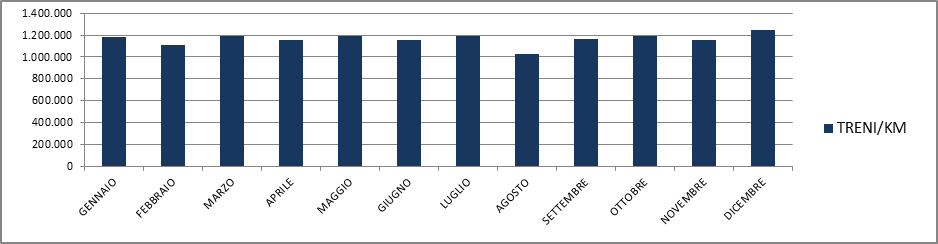 1.400.000
1.200.000
1.000.000
800.000
600.000
400.000
200.000
0
GENNAIO
FEBBRAIO
MARZO
APRILE
MAGGIO
GIUGNO
LUGLIO
AGOSTO
SETTEMBRE
OTTOBRE
NOVEMBRE
DICEMBRE
TRENI/KM